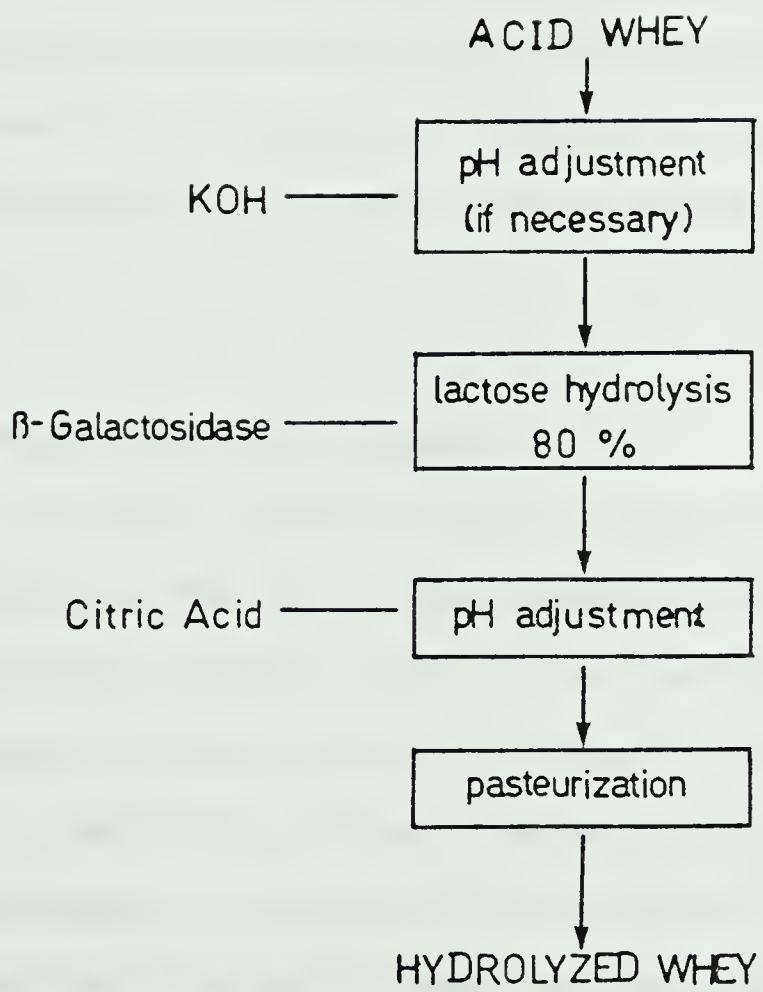 ACID WHEY
KOH
pH adjustment
(if necessary)
ß-Galactosidase
lactose hydrolysis
80 %
Citric Acid
pH adjustment
pasteurization
HYDROLYZED WHEY